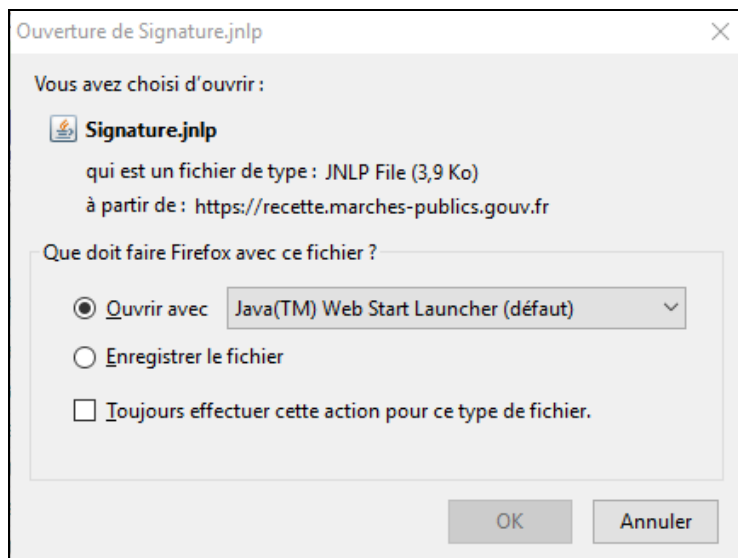 Ouverture de Signature.jnlp
Vous avez choisi d'ouvrir :
Signature.jnlp
qui est un fichier de type : JNLP File (3,9 Ko)
à partir de : https://recette.marches-publics.gouv.fr
Que doit faire Firefox avec ce fichier ?
Ouvrir avec Java(TM) Web Start Launcher (défaut)
Enregistrer le fichier
Toujours effectuer cette action pour ce type de fichier.
OK Annuler